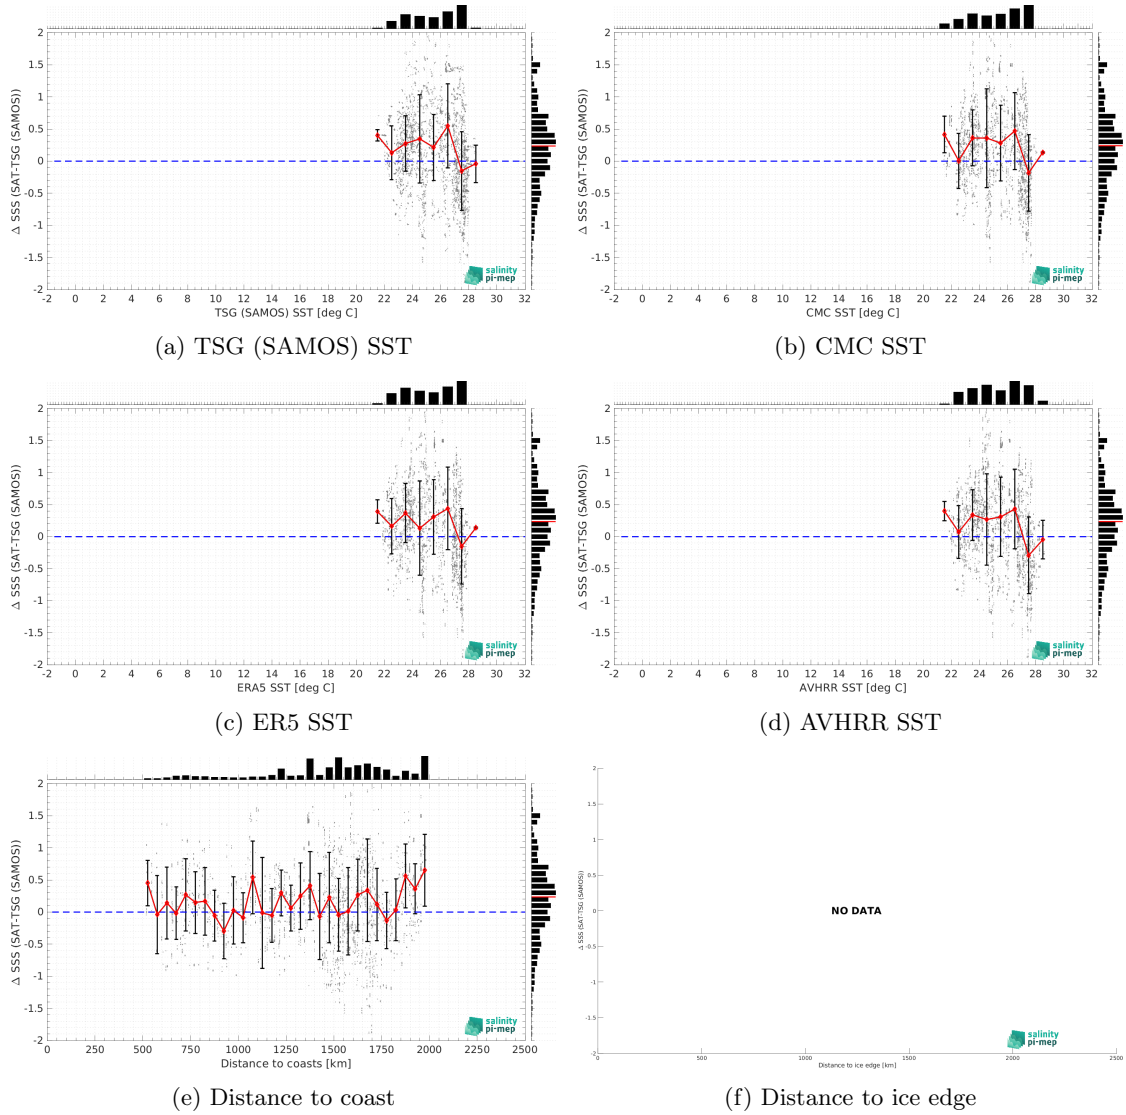 2
1.5
1
0.5
0
-0.5
-1
-1.5
-2
Δ SSS (SAT-TSG (SAMOS))
salinity
pi-mep
-2 0 2 4 6 8 10 12 14 16 18 20 22 24 26 28 30 32
TSG (SAMOS) SST [deg C]
(a) TSG (SAMOS) SST
2
1.5
1
0.5
0
-0.5
-1
-1.5
-2
Δ SSS (SAT-TSG (SAMOS))
salinity
pi-mep
-2 0 2 4 6 8 10 12 14 16 18 20 22 24 26 28 30 32
CMC SST [deg C]
(b) CMC SST
2
1.5
1
0.5
0
-0.5
-1
-1.5
-2
Δ SSS (SAT-TSG (SAMOS))
salinity
pi-mep
-2 0 2 4 6 8 10 12 14 16 18 20 22 24 26 28 30 32
ERA5 SST [deg C]
(c) ER5 SST
2
1.5
1
0.5
0
-0.5
-1
-1.5
-2
Δ SSS (SAT-TSG (SAMOS))
salinity
pi-mep
-2 0 2 4 6 8 10 12 14 16 18 20 22 24 26 28 30 32
AVHRR SST [deg C]
(d) AVHRR SST
2
1.5
1
0.5
0
-0.5
-1
-1.5
-2
Δ SSS (SAT-TSG (SAMOS))
salinity
pi-mep
0 250 500 750 1000 1250 1500 1750 2000 2250 2500
Distance to coasts [km]
(e) Distance to coast
2
1.5
1
0.5
0
-0.5
-1
-1.5
-2
Δ SSS (SAT-TSG (SAMOS))
NO DATA
salinity
pi-mep
0 500 1000 1500 2000 2500
Distance to ice edge [km]
(f) Distance to ice edge